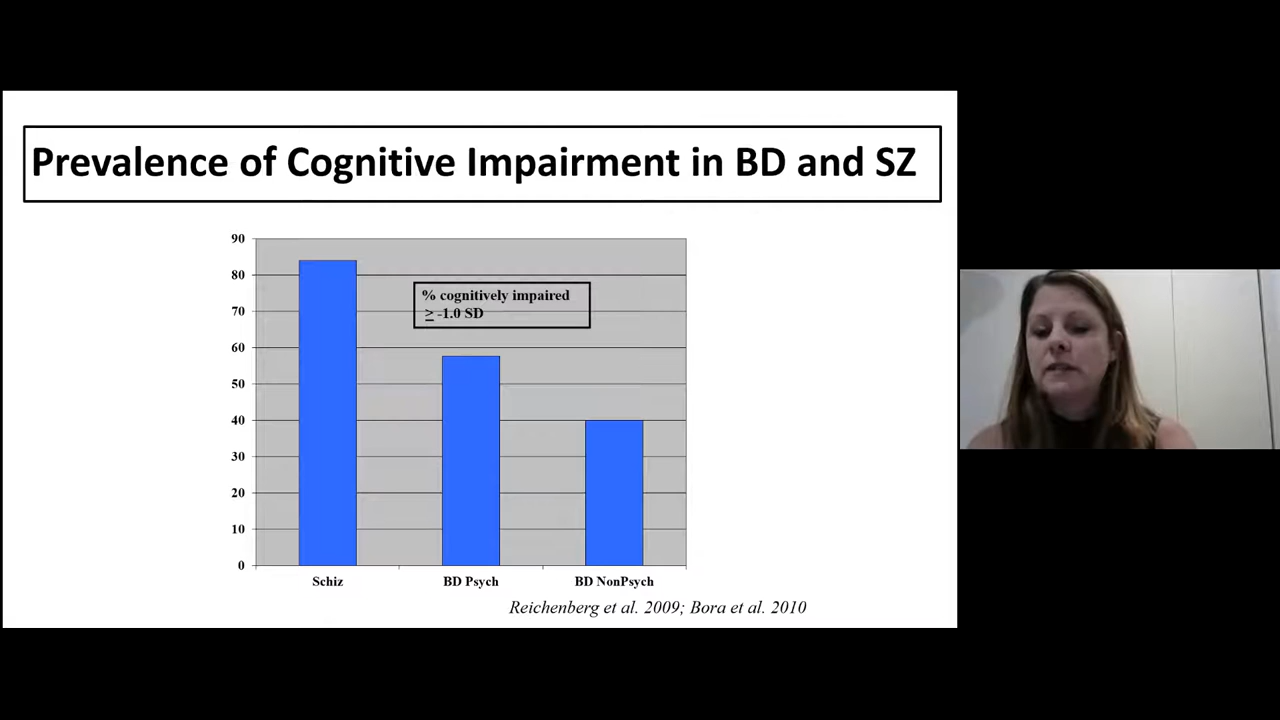 Prevalence of Cognitive Impairment in BD and SZ
90
80
70
60
50
40
30
20
10
0
% cognitively impaired
≥ -1.0 SD
Schiz BD Psych BD NonPsych
Reichenberg et al. 2009; Bora et al. 2010